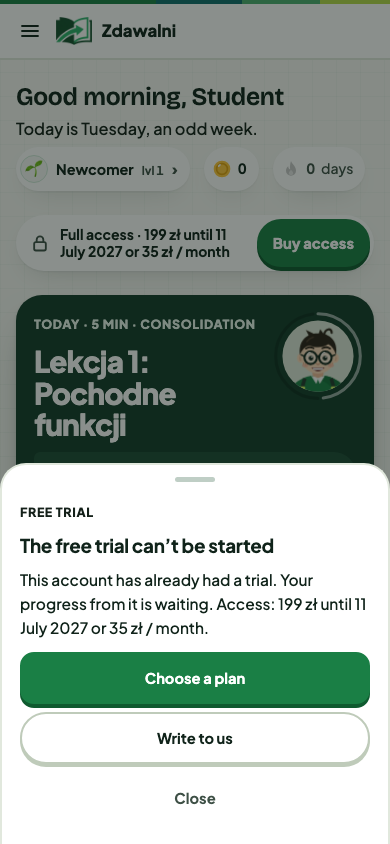 Zdawalni
Good morning, Student
Today is Tuesday, an odd week.
Newcomer lvl 1 ›
0
0 days
Full access · 199 zł until 11
July 2027 or 35 zł / month
Buy access
TODAY · 5 MIN · CONSOLIDATION
Lekcja 1:
Pochodne
funkcji
FREE TRIAL
The free trial can’t be started
This account has already had a trial. Your
progress from it is waiting. Access: 199 zł until 11
July 2027 or 35 zł / month.
Choose a plan
Write to us
Close